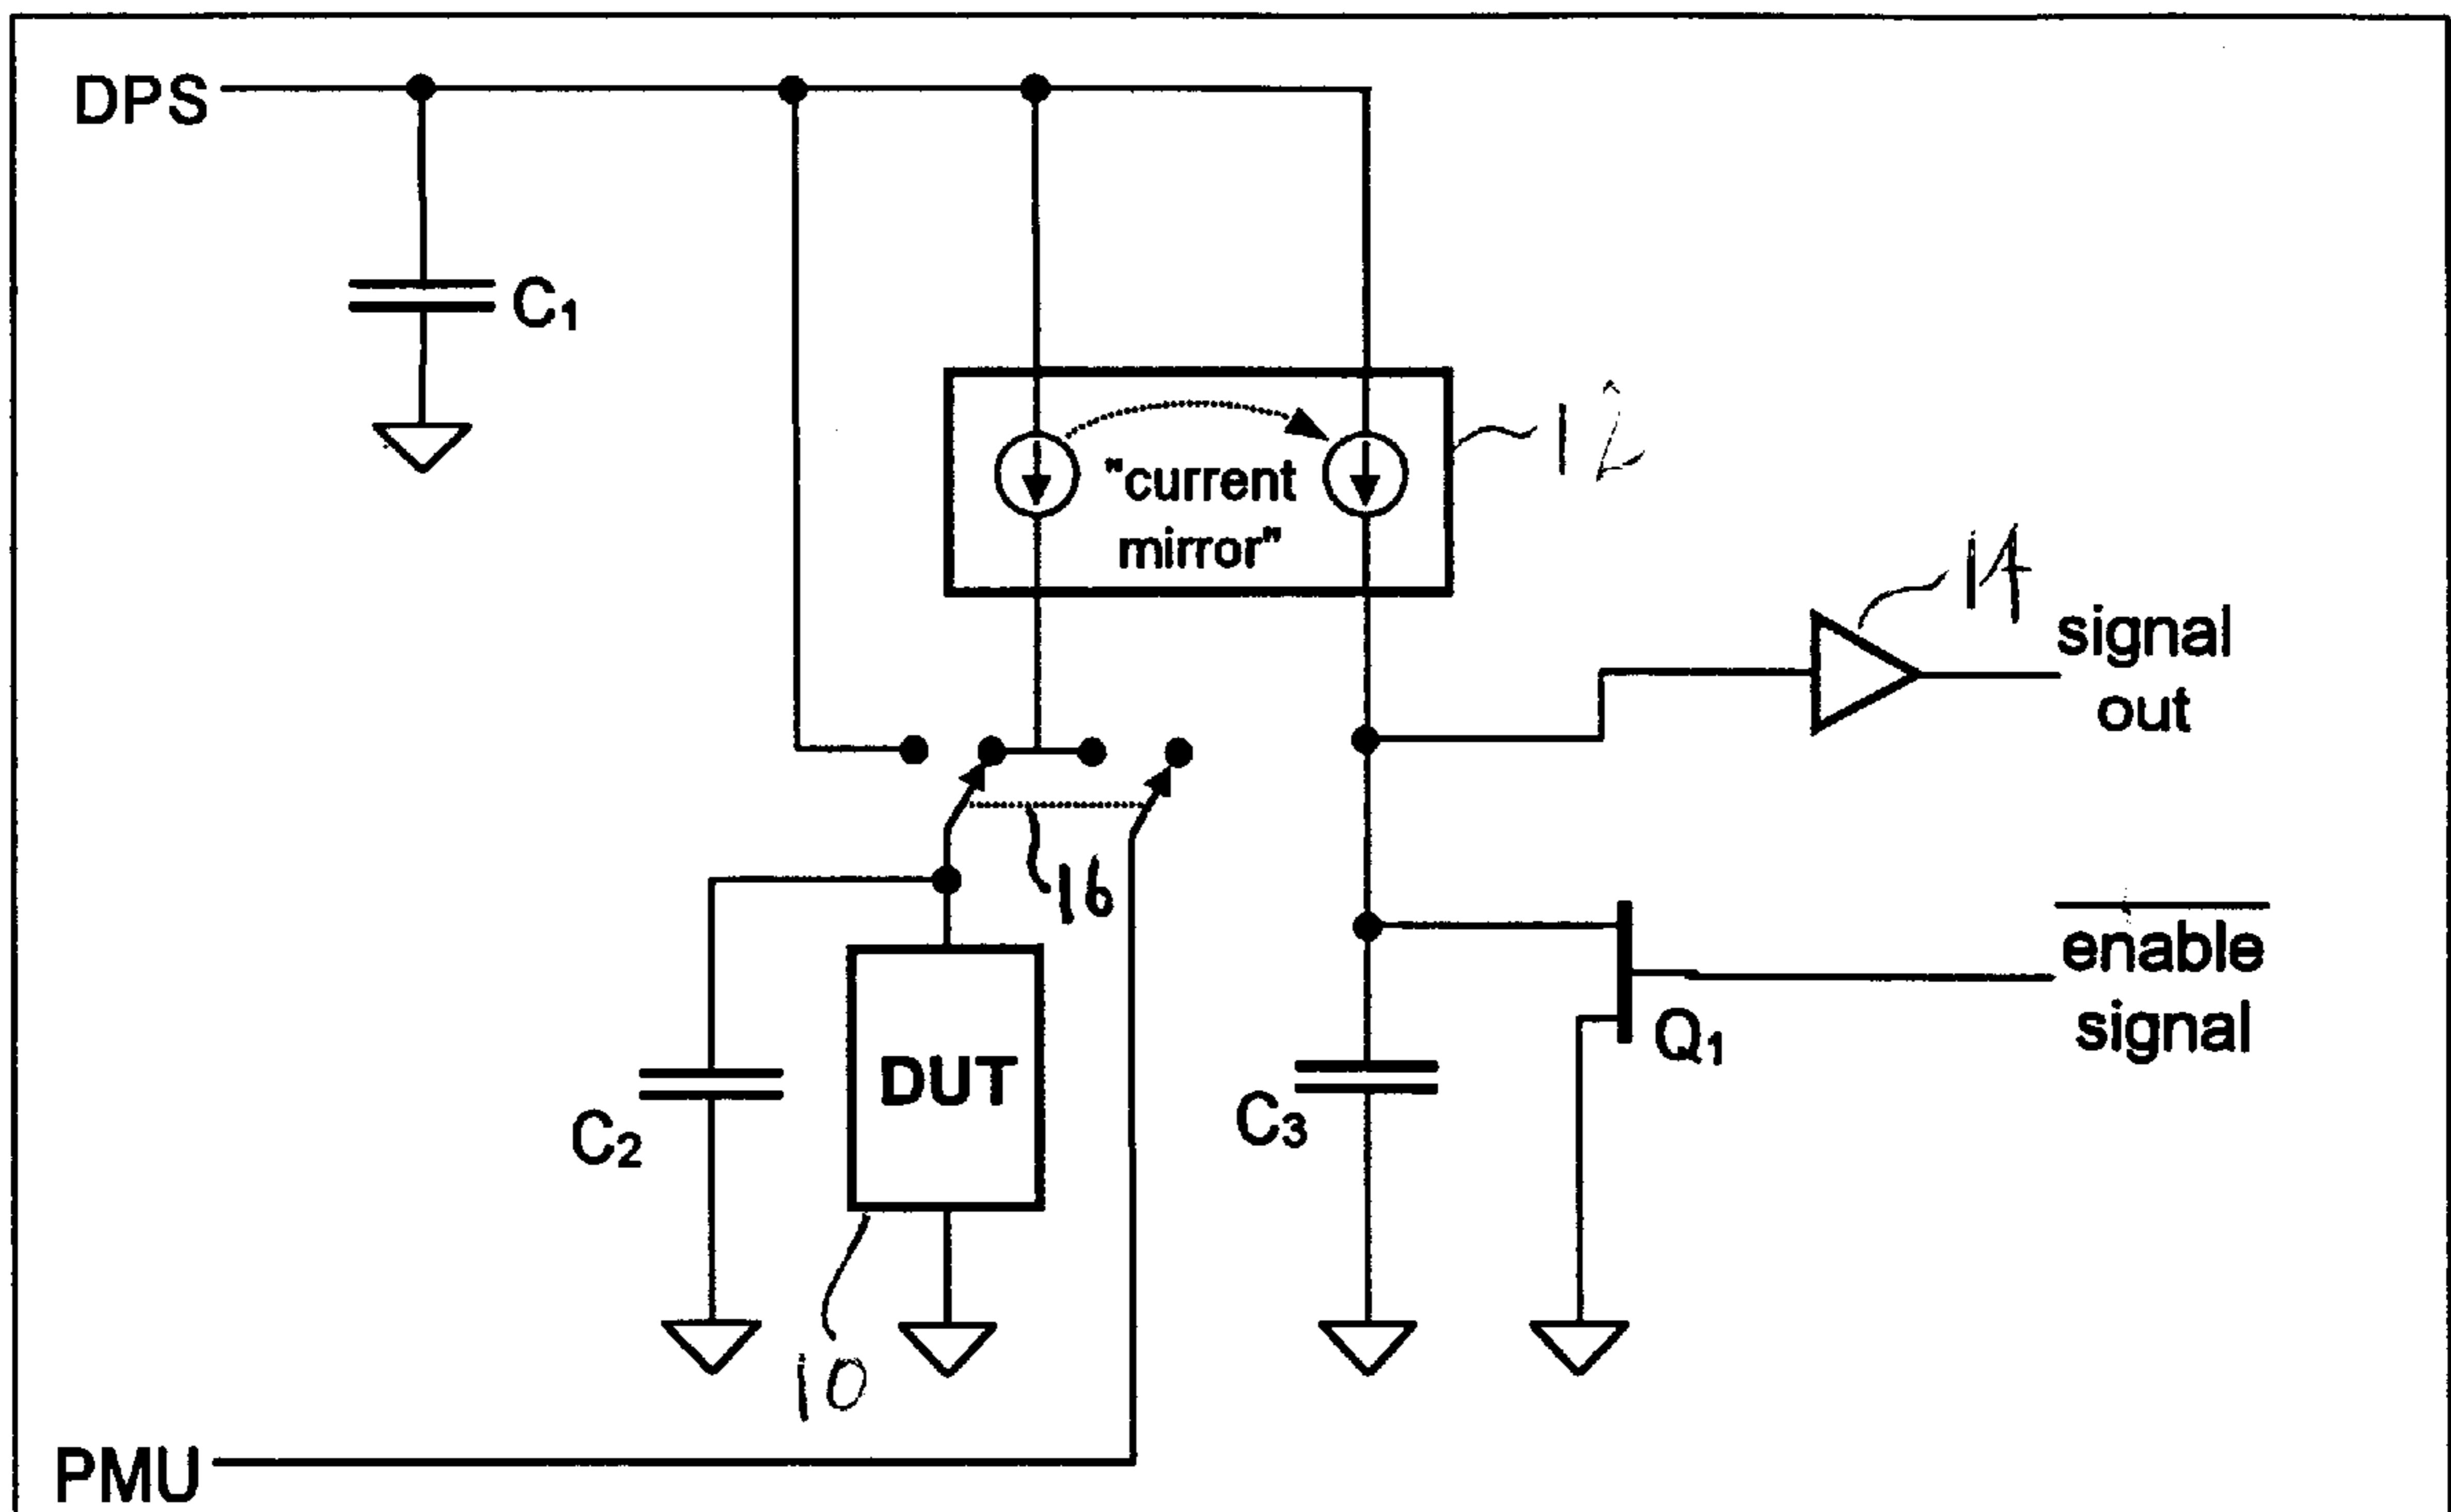 DPS
C₁
"current
mirror"
12
14
signal
out
16
enable
signal
Q₁
DUT
C₂
C₃
10
PMU